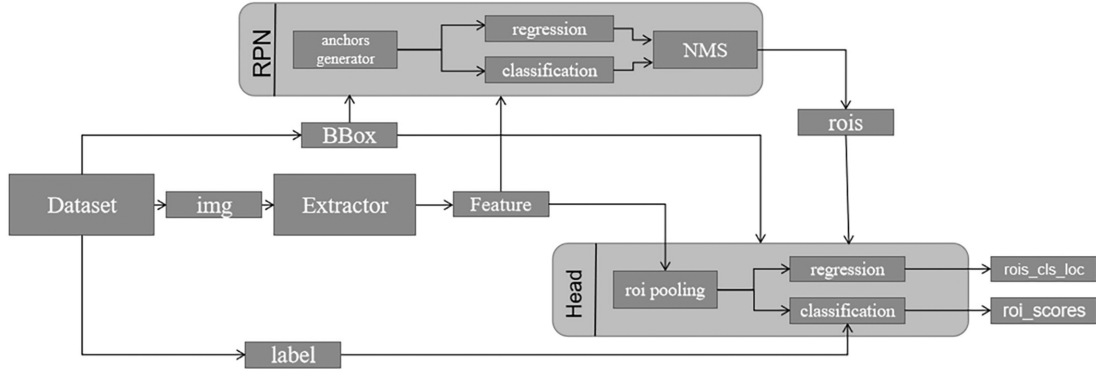 RPN
anchors
generator
regression
classification
NMS
rois
BBox
Dataset
img
Extractor
Feature
Head
roi pooling
regression
classification
rois_cls_loc
roi_scores
label